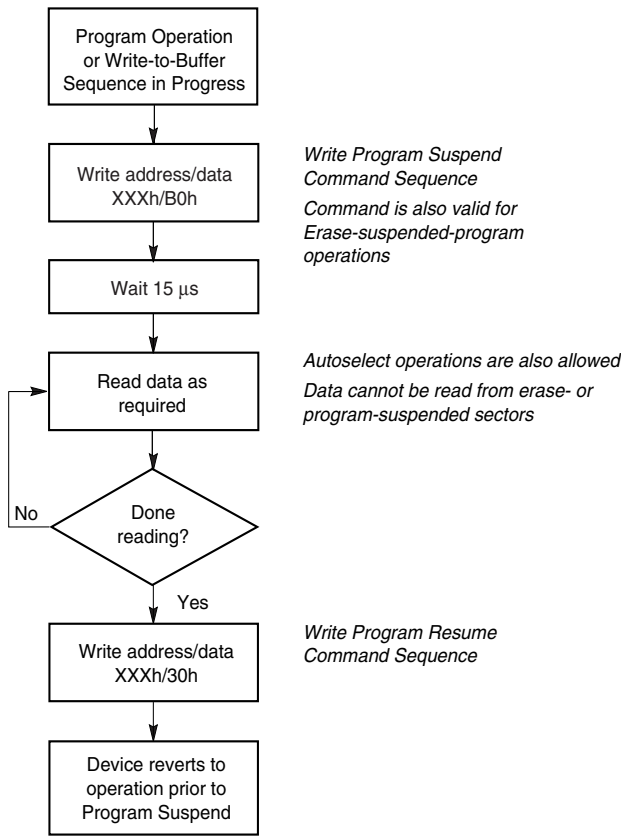 Program Operation
or Write-to-Buffer
Sequence in Progress
Write address/data
XXXh/B0h
Write Program Suspend
Command Sequence
Command is also valid for
Erase-suspended-program
operations
Wait 15 μs
Read data as
required
Autoselect operations are also allowed
Data cannot be read from erase- or
program-suspended sectors
Done
reading?
No
Yes
Write address/data
XXXh/30h
Write Program Resume
Command Sequence
Device reverts to
operation prior to
Program Suspend